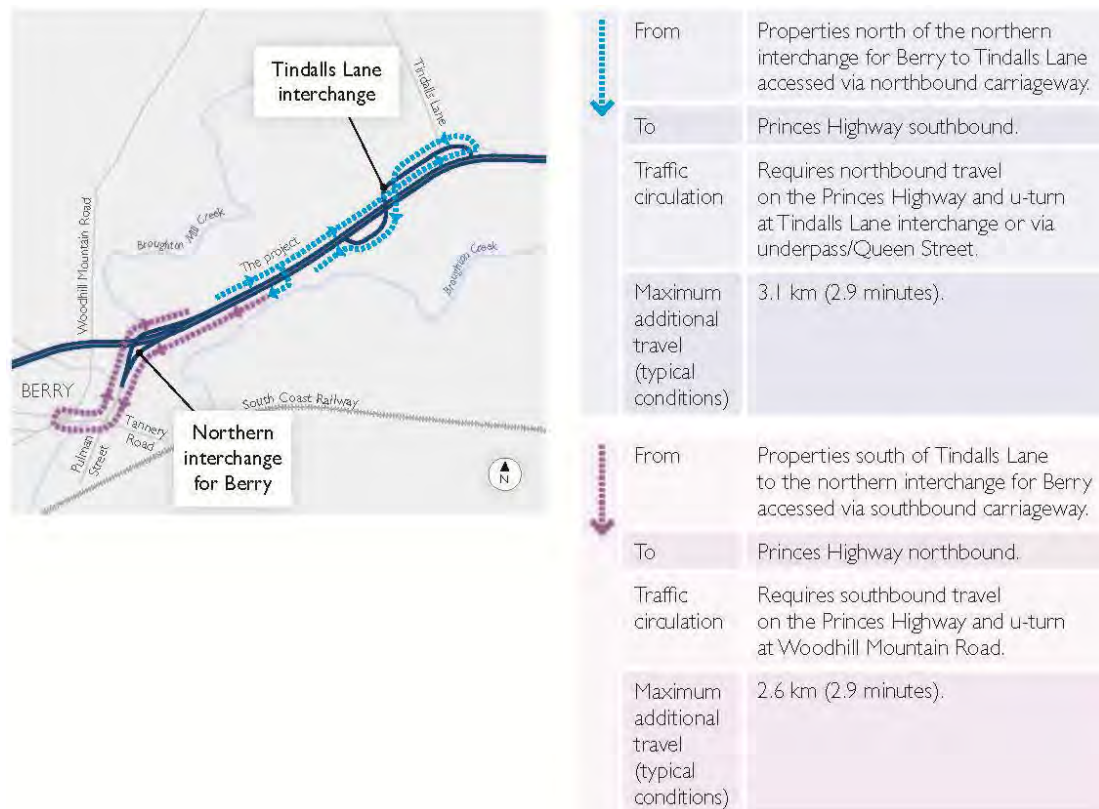 Tindalls Lane
interchange
Tindalls Lane
Woodhill Mountain Road
Broughton Mill Creek
The project
Broughton Creek
BERRY
South Coast Railway
Tannery
Road
Pulman
Street
Northern
interchange
for Berry
N
From
Properties north of the northern
interchange for Berry to Tindalls Lane
accessed via northbound carriageway.
To
Princes Highway southbound.
Traffic
circulation
Requires northbound travel
on the Princes Highway and u-turn
at Tindalls Lane interchange or via
underpass/Queen Street.
Maximum
additional
travel
(typical
conditions)
3.1 km (2.9 minutes).
From
Properties south of Tindalls Lane
to the northern interchange for Berry
accessed via southbound carriageway.
To
Princes Highway northbound.
Traffic
circulation
Requires southbound travel
on the Princes Highway and u-turn
at Woodhill Mountain Road.
Maximum
additional
travel
(typical
conditions)
2.6 km (2.9 minutes).